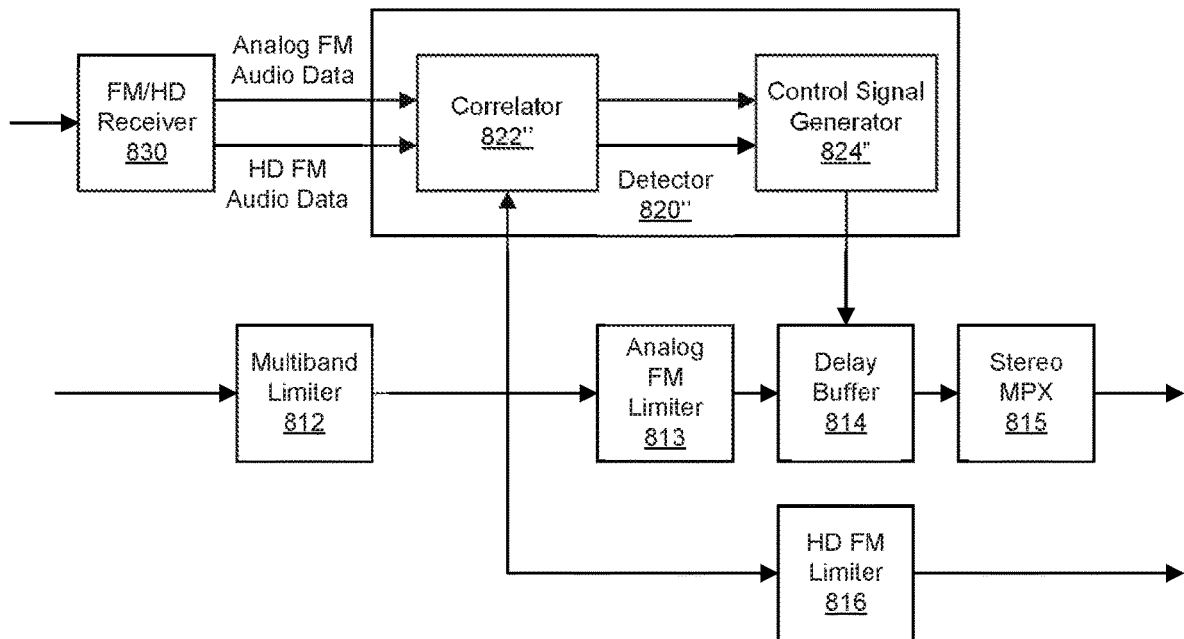 Analog FM
Audio Data
FM/HD
Receiver
830
HD FM
Audio Data
Correlator
822"
Control Signal
Generator
824"
Detector
820"
Multiband
Limiter
812
Analog
FM
Limiter
813
Delay
Buffer
814
Stereo
MPX
815
HD FM
Limiter
816